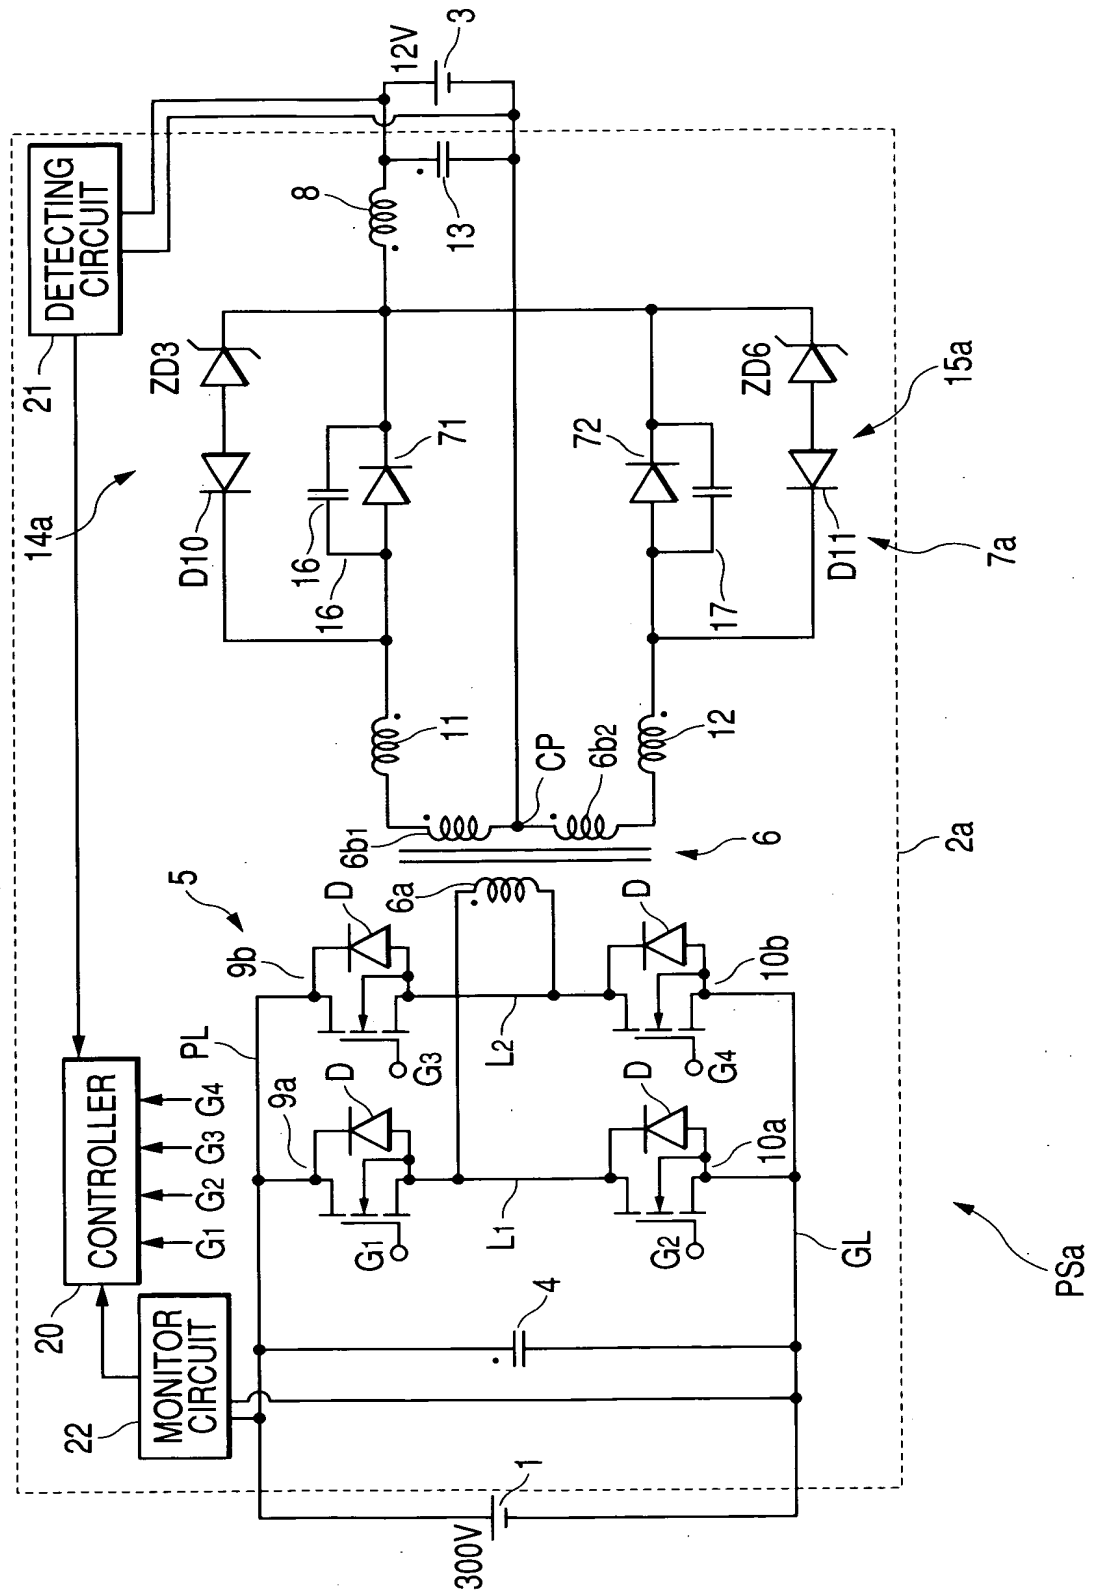 DETECTING
CIRCUIT
21
12V
3
8
13
ZD3
14a
D10
16
16
71
ZD6
15a
72
D11
7a
17
11
12
CP
6b1
6b2
6
6a
2a
5
D
9b
D
10b
PL
G3
L2
G4
D
9a
D
10a
G1
L1
G2
GL
CONTROLLER
G1 G2 G3 G4
20
MONITOR
CIRCUIT
22
4
PSa
1
300V